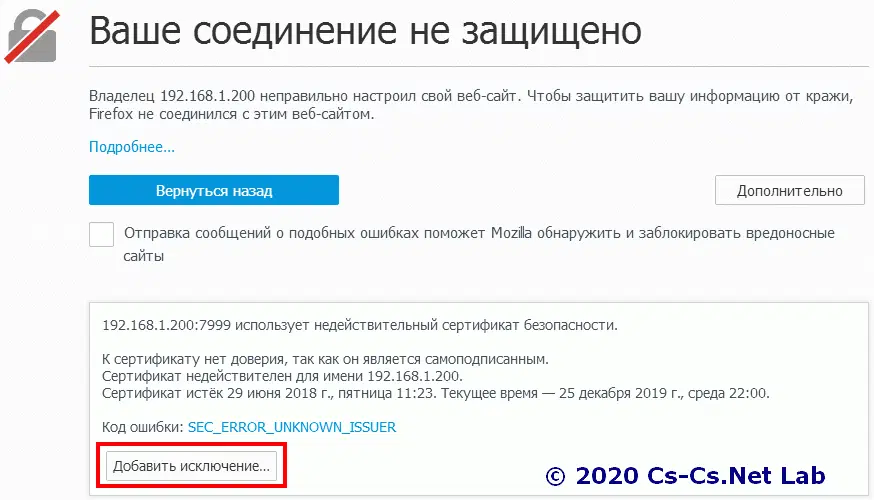 Ваше соединение не защищено
Владелец 192.168.1.200 неправильно настроил свой веб-сайт. Чтобы защитить вашу информацию от кражи,
Firefox не соединился с этим веб-сайтом.
Подробнее...
Вернуться назад
Дополнительно
Отправка сообщений о подобных ошибках поможет Mozilla обнаружить и заблокировать вредоносные
сайты
192.168.1.200:7999 использует недействительный сертификат безопасности.
К сертификату нет доверия, так как он является самоподписанным.
Сертификат недействителен для имени 192.168.1.200.
Сертификат истёк 29 июня 2018 г., пятница 11:23. Текущее время — 25 декабря 2019 г., среда 22:00.
Код ошибки: SEC_ERROR_UNKNOWN_ISSUER
Добавить исключение...
© 2020 Cs-Cs.Net Lab